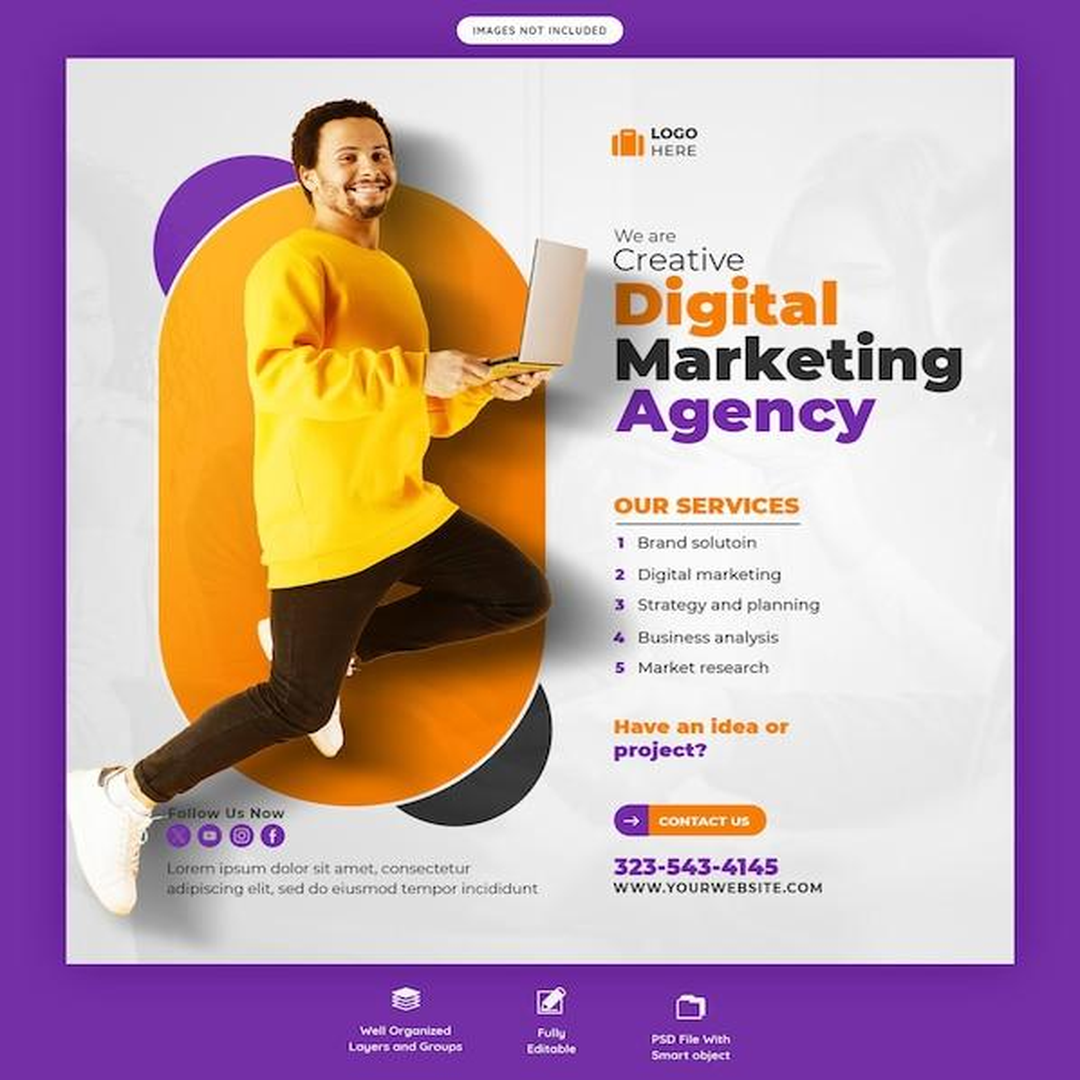 IMAGES NOT INCLUDED
LOGO
HERE
We are
Creative
Digital
Marketing
Agency
OUR SERVICES
1 Brand solutoin
2 Digital marketing
3 Strategy and planning
4 Business analysis
5 Market research
Have an idea or
project?
CONTACT US
323-543-4145
WWW.YOURWEBSITE.COM
Follow Us Now
Lorem ipsum dolor sit amet, consectetur
adipiscing elit, sed do eiusmod tempor incididunt
Well Organized
Layers and Groups
Fully
Editable
PSD File With
Smart object